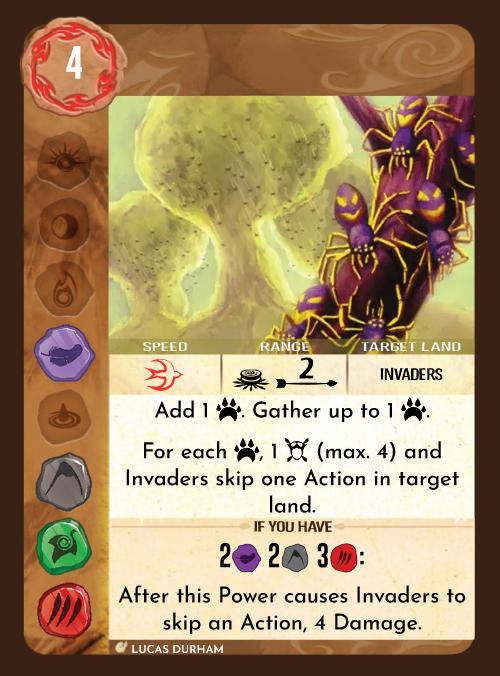 4
SPEED RANGE TARGET LAND
2 INVADERS
Add 1 . Gather up to 1 .
For each , 1 (max. 4) and
Invaders skip one Action in target
land.
IF YOU HAVE
2 2 3 :
After this Power causes Invaders to
skip an Action, 4 Damage.
LUCAS DURHAM